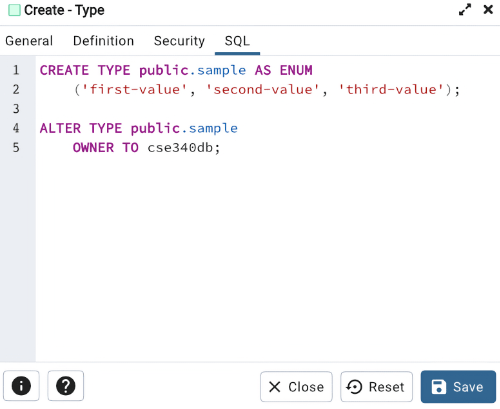 Create - Type
General Definition Security SQL
1 CREATE TYPE public.sample AS ENUM
2 ('first-value', 'second-value', 'third-value');
3
4 ALTER TYPE public.sample
5 OWNER TO cse340db;
Close Reset Save